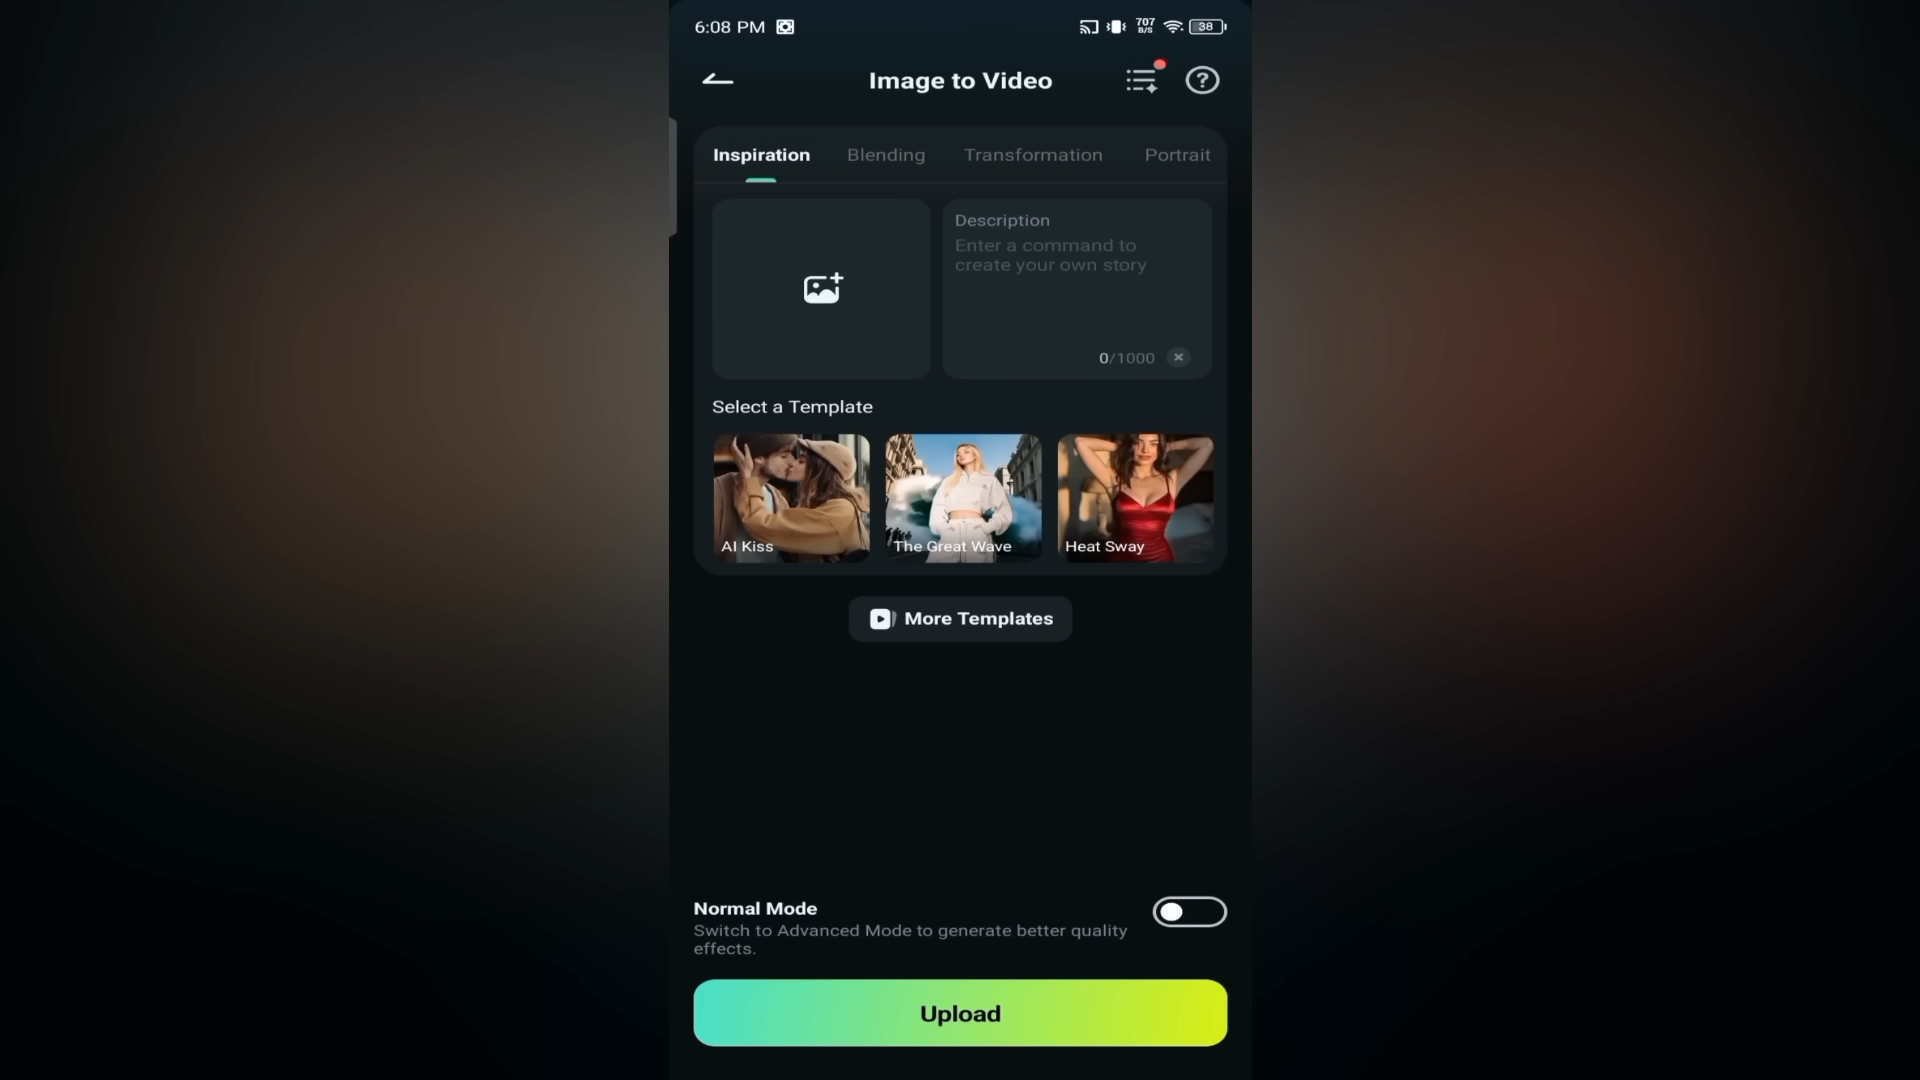 6:08 PM
707
B/S
38
Image to Video
Inspiration
Blending
Transformation
Portrait
Description
Enter a command to
create your own story
0/1000
Select a Template
AI Kiss
The Great Wave
Heat Sway
More Templates
Normal Mode
Switch to Advanced Mode to generate better quality
effects.
Upload